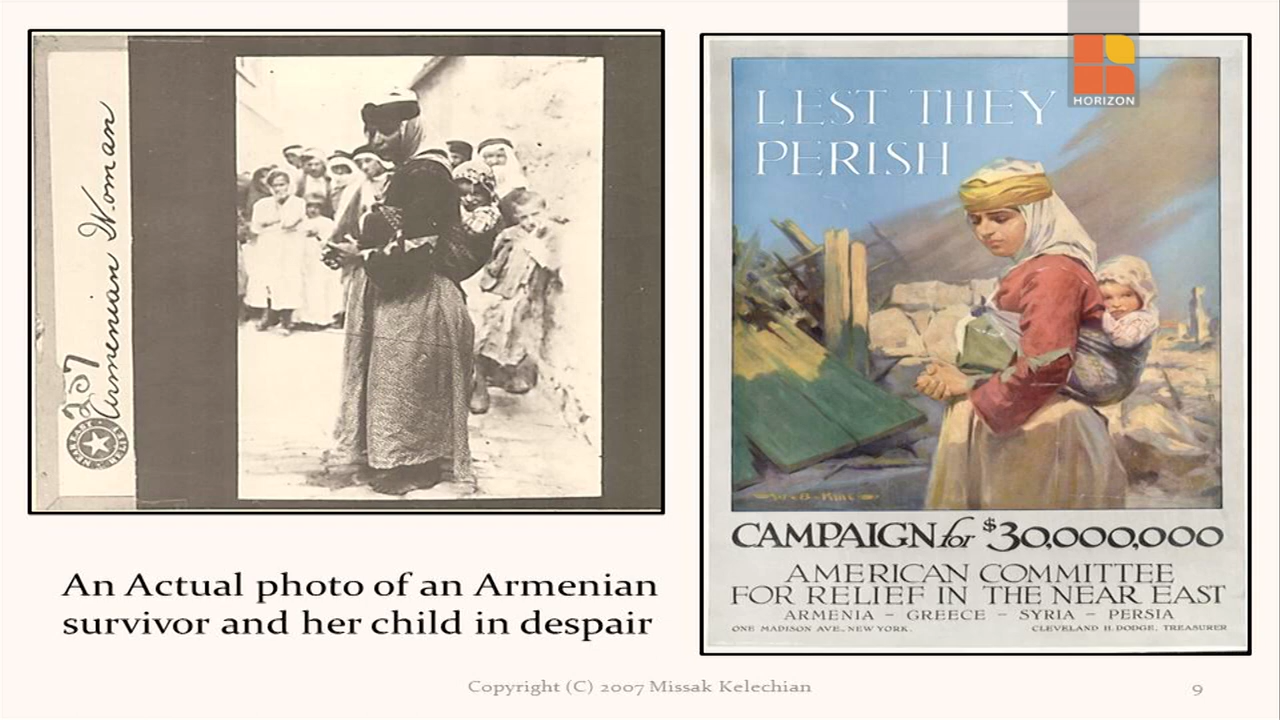 257
Armenian Woman
An Actual photo of an Armenian
survivor and her child in despair
LEST THEY
PERISH
HORIZON
CAMPAIGN for $30,000,000
AMERICAN COMMITTEE
FOR RELIEF IN THE NEAR EAST
ARMENIA – GREECE – SYRIA – PERSIA
ONE MADISON AVE., NEW YORK. CLEVELAND H. DODGE, TREASURER
Copyright (C) 2007 Missak Kelechian
9